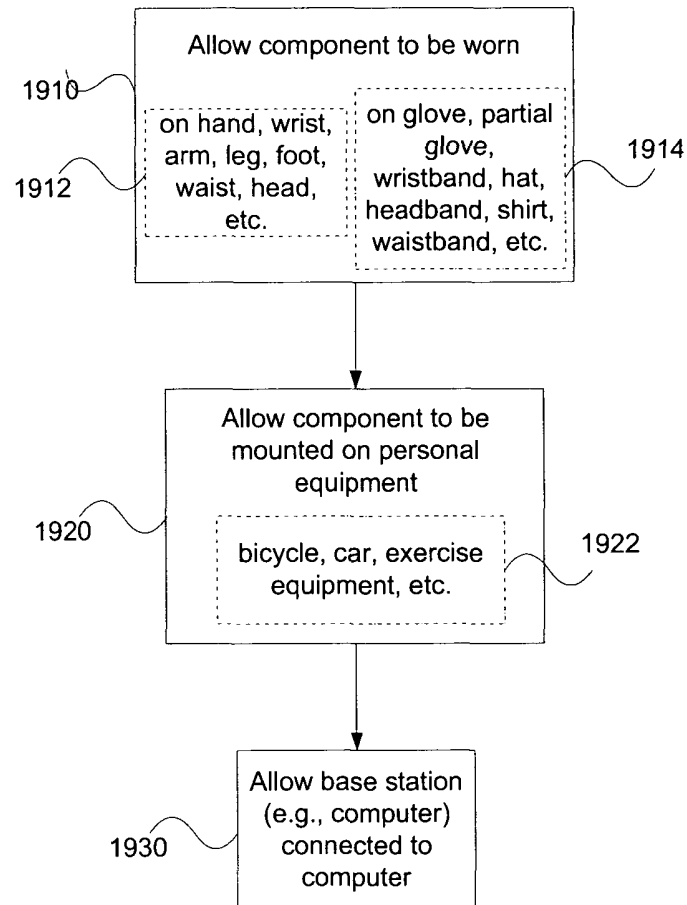 Allow component to be worn
1910
on hand, wrist,
arm, leg, foot,
waist, head,
etc.
1912
on glove, partial
glove,
wristband, hat,
headband, shirt,
waistband, etc.
1914
Allow component to be
mounted on personal
equipment
1920
bicycle, car, exercise
equipment, etc.
1922
Allow base station
(e.g., computer)
connected to
computer
1930